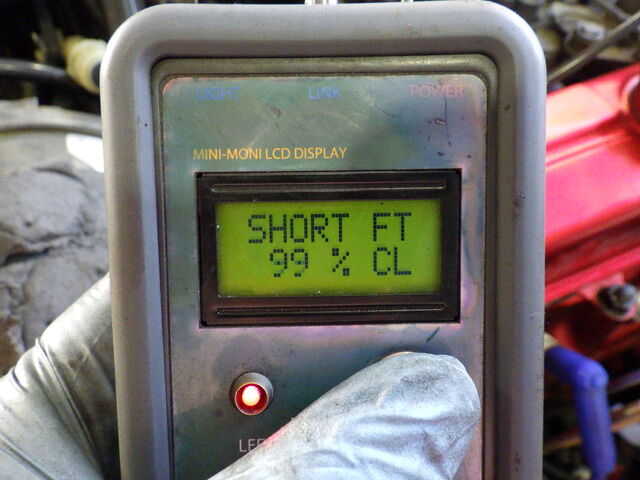 LIGHT LINK POWER
MINI-MONI LCD DISPLAY
SHORT FT
99 % CL